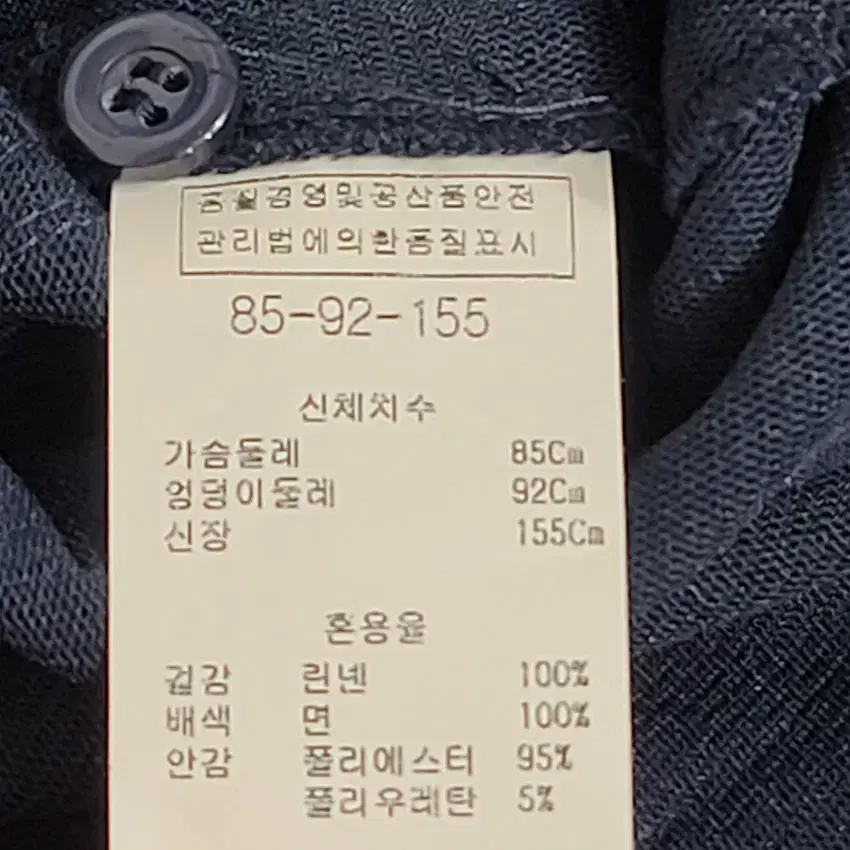 품질경영및공산품안전
관리법에의한품질표시
85-92-155
신체치수
가슴둘레 85Cm
엉덩이둘레 92Cm
신장 155Cm
혼용율
겉감 린넨 100%
배색 면 100%
안감 폴리에스터 95%
폴리우레탄 5%